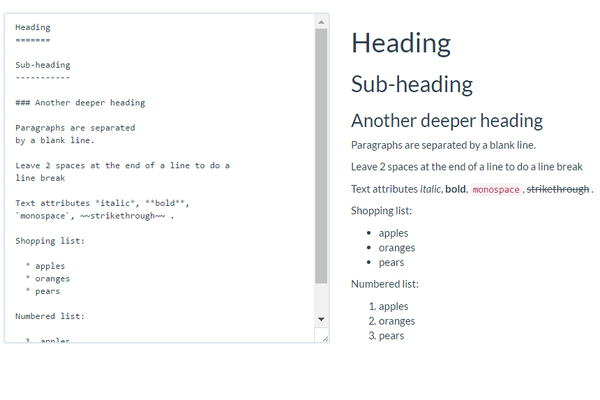 Heading
=======
Sub-heading
-----------
### Another deeper heading
Paragraphs are separated
by a blank line.
Leave 2 spaces at the end of a line to do a
line break
Text attributes *italic*, **bold**,
`monospace`, ~~strikethrough~~ .
Shopping list:
* apples
* oranges
* pears
Numbered list:
1. apples
Heading
Sub-heading
Another deeper heading
Paragraphs are separated by a blank line.
Leave 2 spaces at the end of a line to do a line break
Text attributes italic, bold, monospace, strikethrough .
Shopping list:
• apples
• oranges
• pears
Numbered list:
1. apples
2. oranges
3. pears